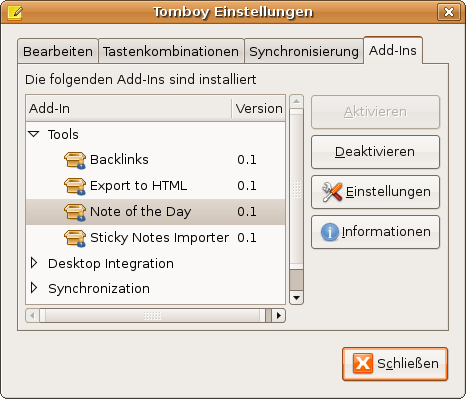 Tomboy Einstellungen
Bearbeiten Tastenkombinationen Synchronisierung Add-Ins
Die folgenden Add-Ins sind installiert
Add-In Version
Tools
Backlinks 0.1
Export to HTML 0.1
Note of the Day 0.1
Sticky Notes Importer 0.1
Desktop Integration
Synchronization
Aktivieren
Deaktivieren
Einstellungen
Informationen
Schließen